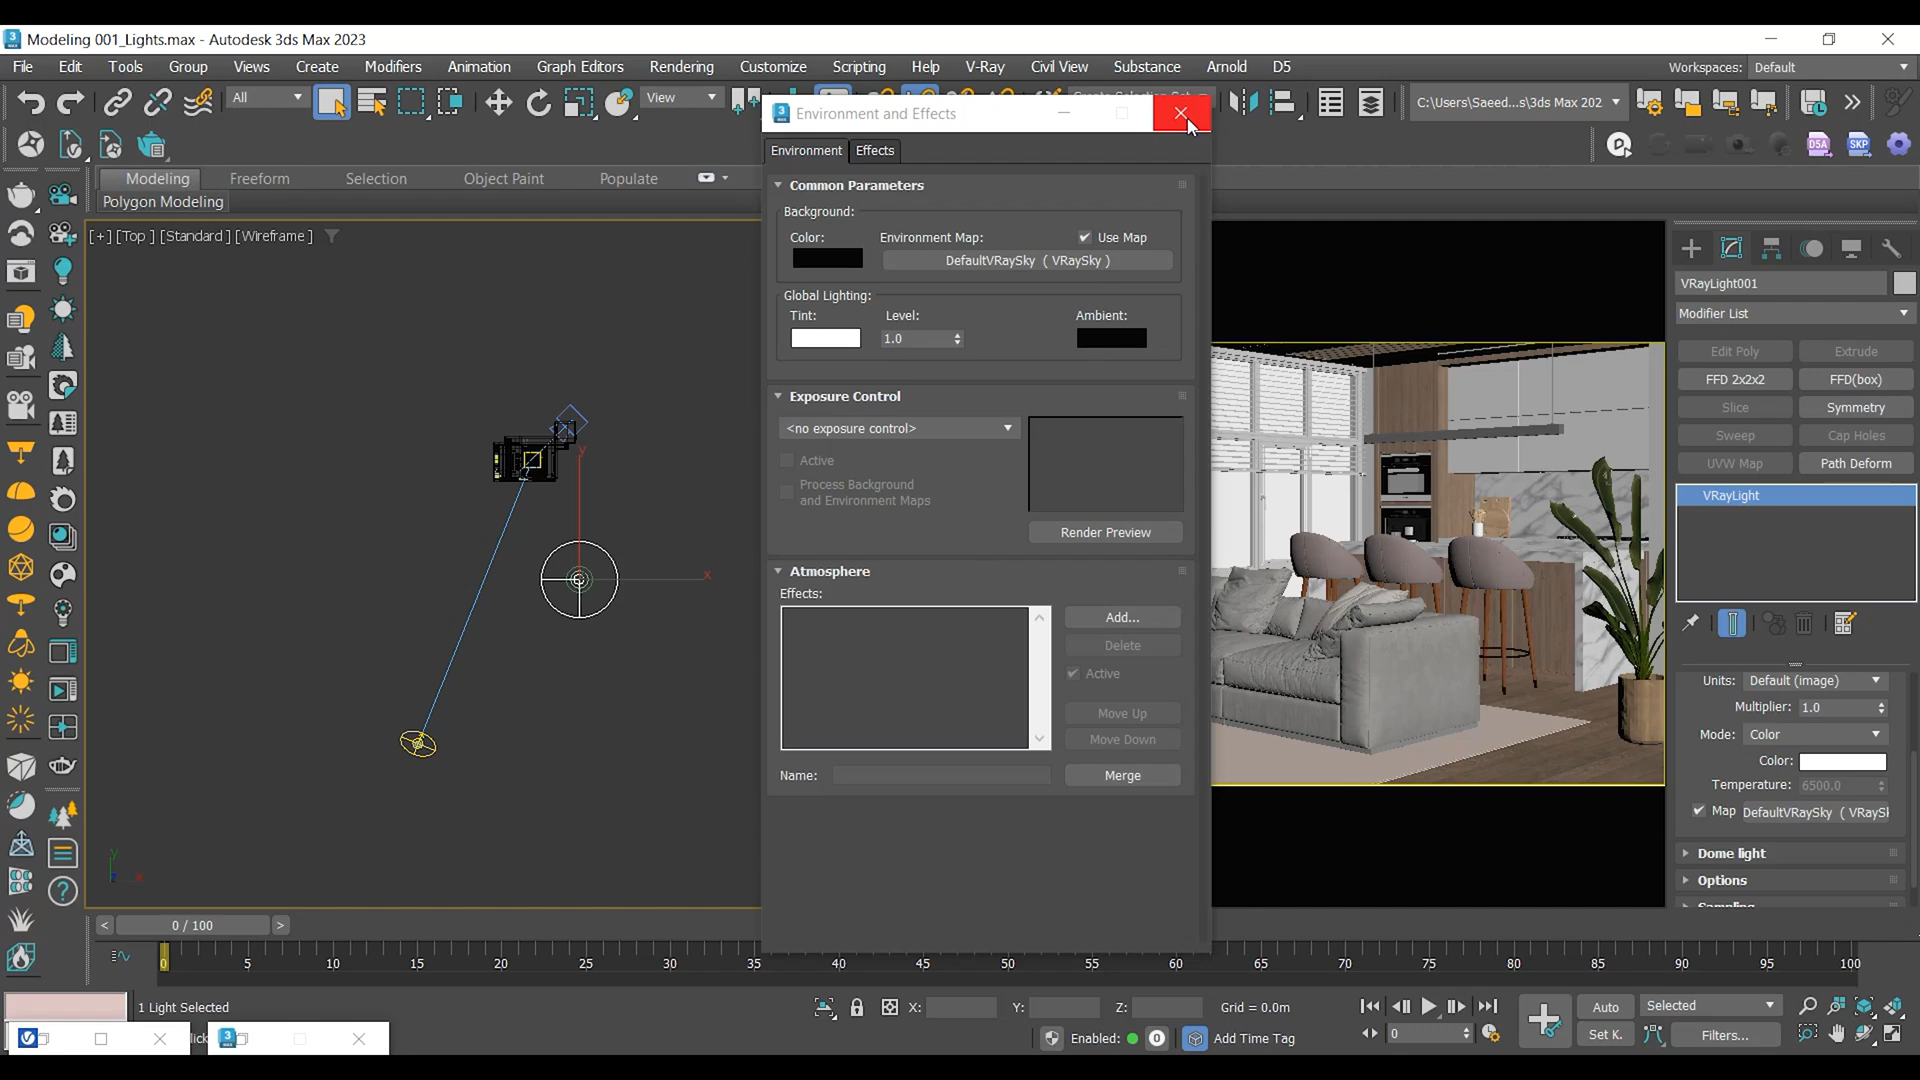 Modeling 001_Lights.max - Autodesk 3ds Max 2023
File Edit Tools Group Views Create Modifiers Animation Graph Editors Rendering Customize Scripting Help V-Ray Civil View Substance Arnold D5 Workspaces: Default
All View C:\Users\Saeed...s\3ds Max 202
Environment and Effects
D5A SKP
Environment Effects
Modeling Freeform Selection Object Paint Populate
Polygon Modeling
[+] [Top ] [Standard ] [Wireframe ]
Common Parameters
Background:
Color: Environment Map: Use Map
DefaultVRaySky ( VRaySky )
Global Lighting:
Tint: Level: Ambient:
1.0
Exposure Control
<no exposure control>
Active
Process Background
and Environment Maps
Render Preview
Atmosphere
Effects:
Add...
Delete
Active
Move Up
Move Down
Name: Merge
y
x
y
x
z
VRayLight001
Modifier List
Edit Poly Extrude
FFD 2x2x2 FFD(box)
Slice Symmetry
Sweep Cap Holes
UVW Map Path Deform
VRayLight
Units: Default (image)
Multiplier: 1.0
Mode: Color
Color:
Temperature: 6500.0
Map DefaultVRaySky ( VRaySk
Dome light
Options
Sampling
< 0 / 100 >
0 5 10 15 20 25 30 35 40 45 50 55 60 65 70 75 80 85 90 95 100
1 Light Selected X: Y: Z: Grid = 0.0m Auto Selected
Enabled: 0 Add Time Tag 0 Set K. Filters...